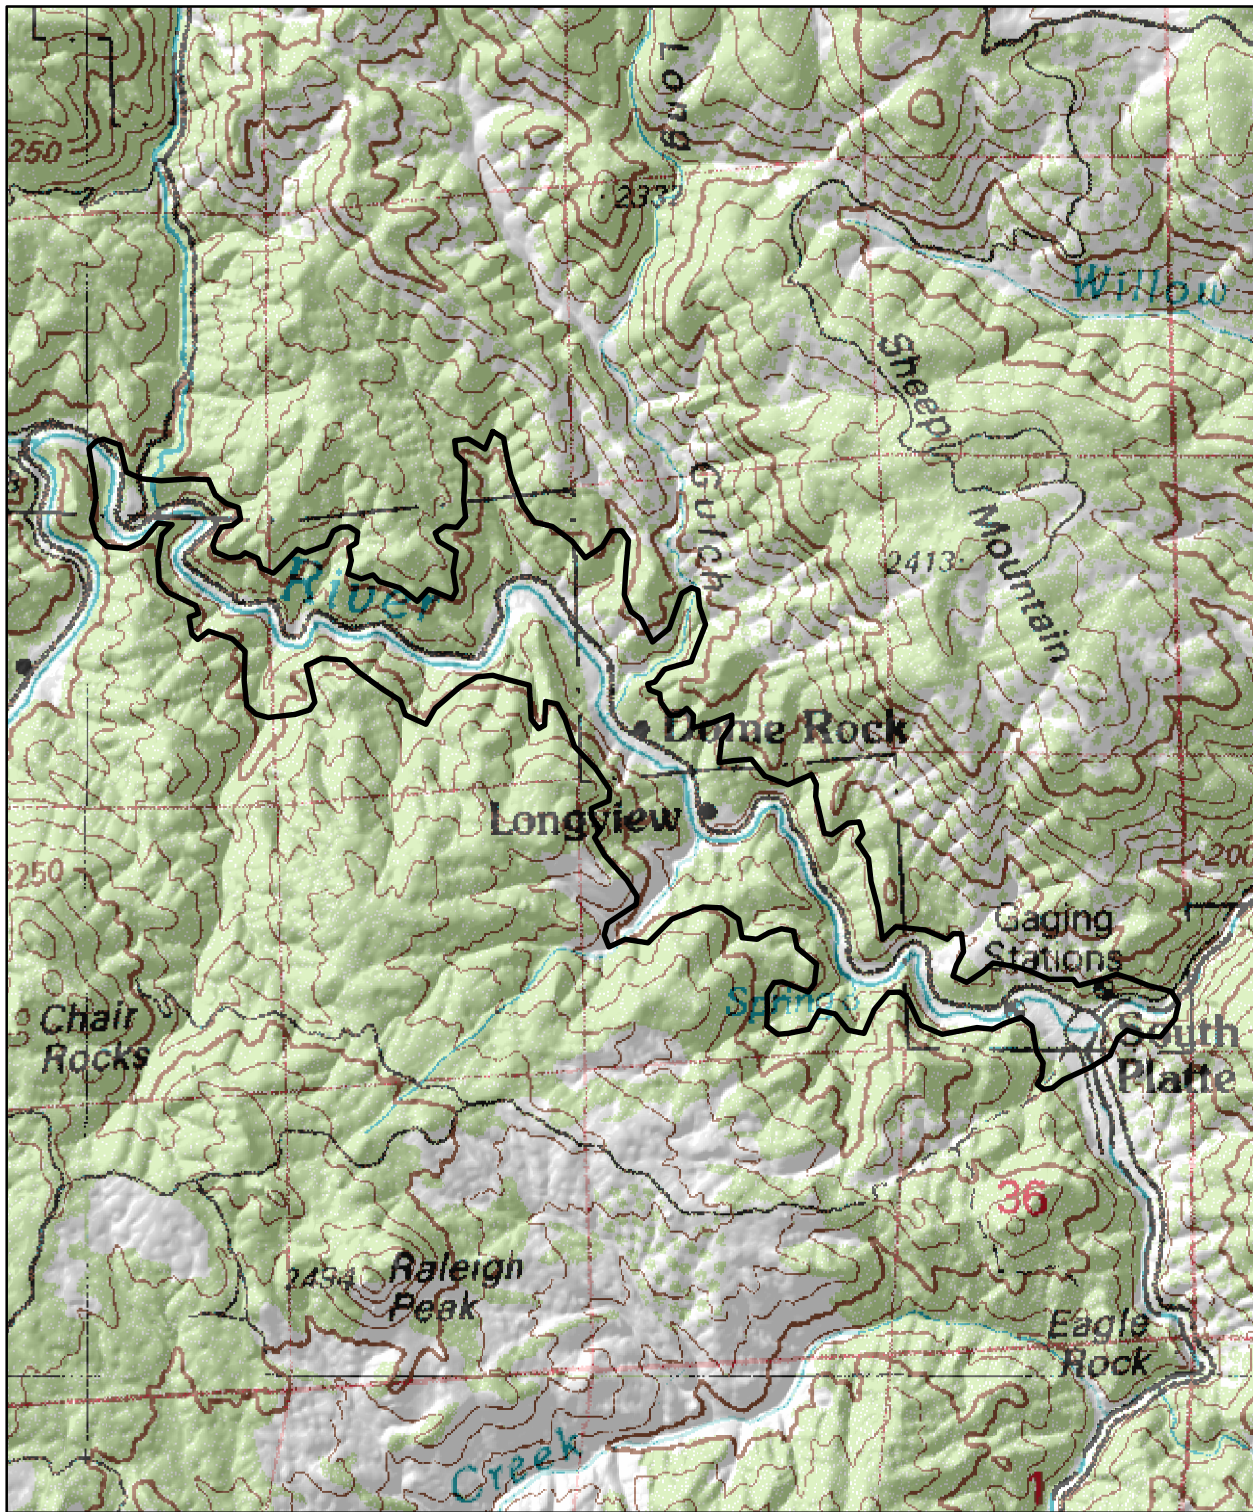 Long
250
2337
Willow
Sheep
Mountain
Gulch
2413
River
Dome Rock
Longview
250
200
Gaging
Stations
Springs
Chair
Rocks
South
Platte
36
2494
Raleigh
Peak
Eagle
Rock
Creek
1